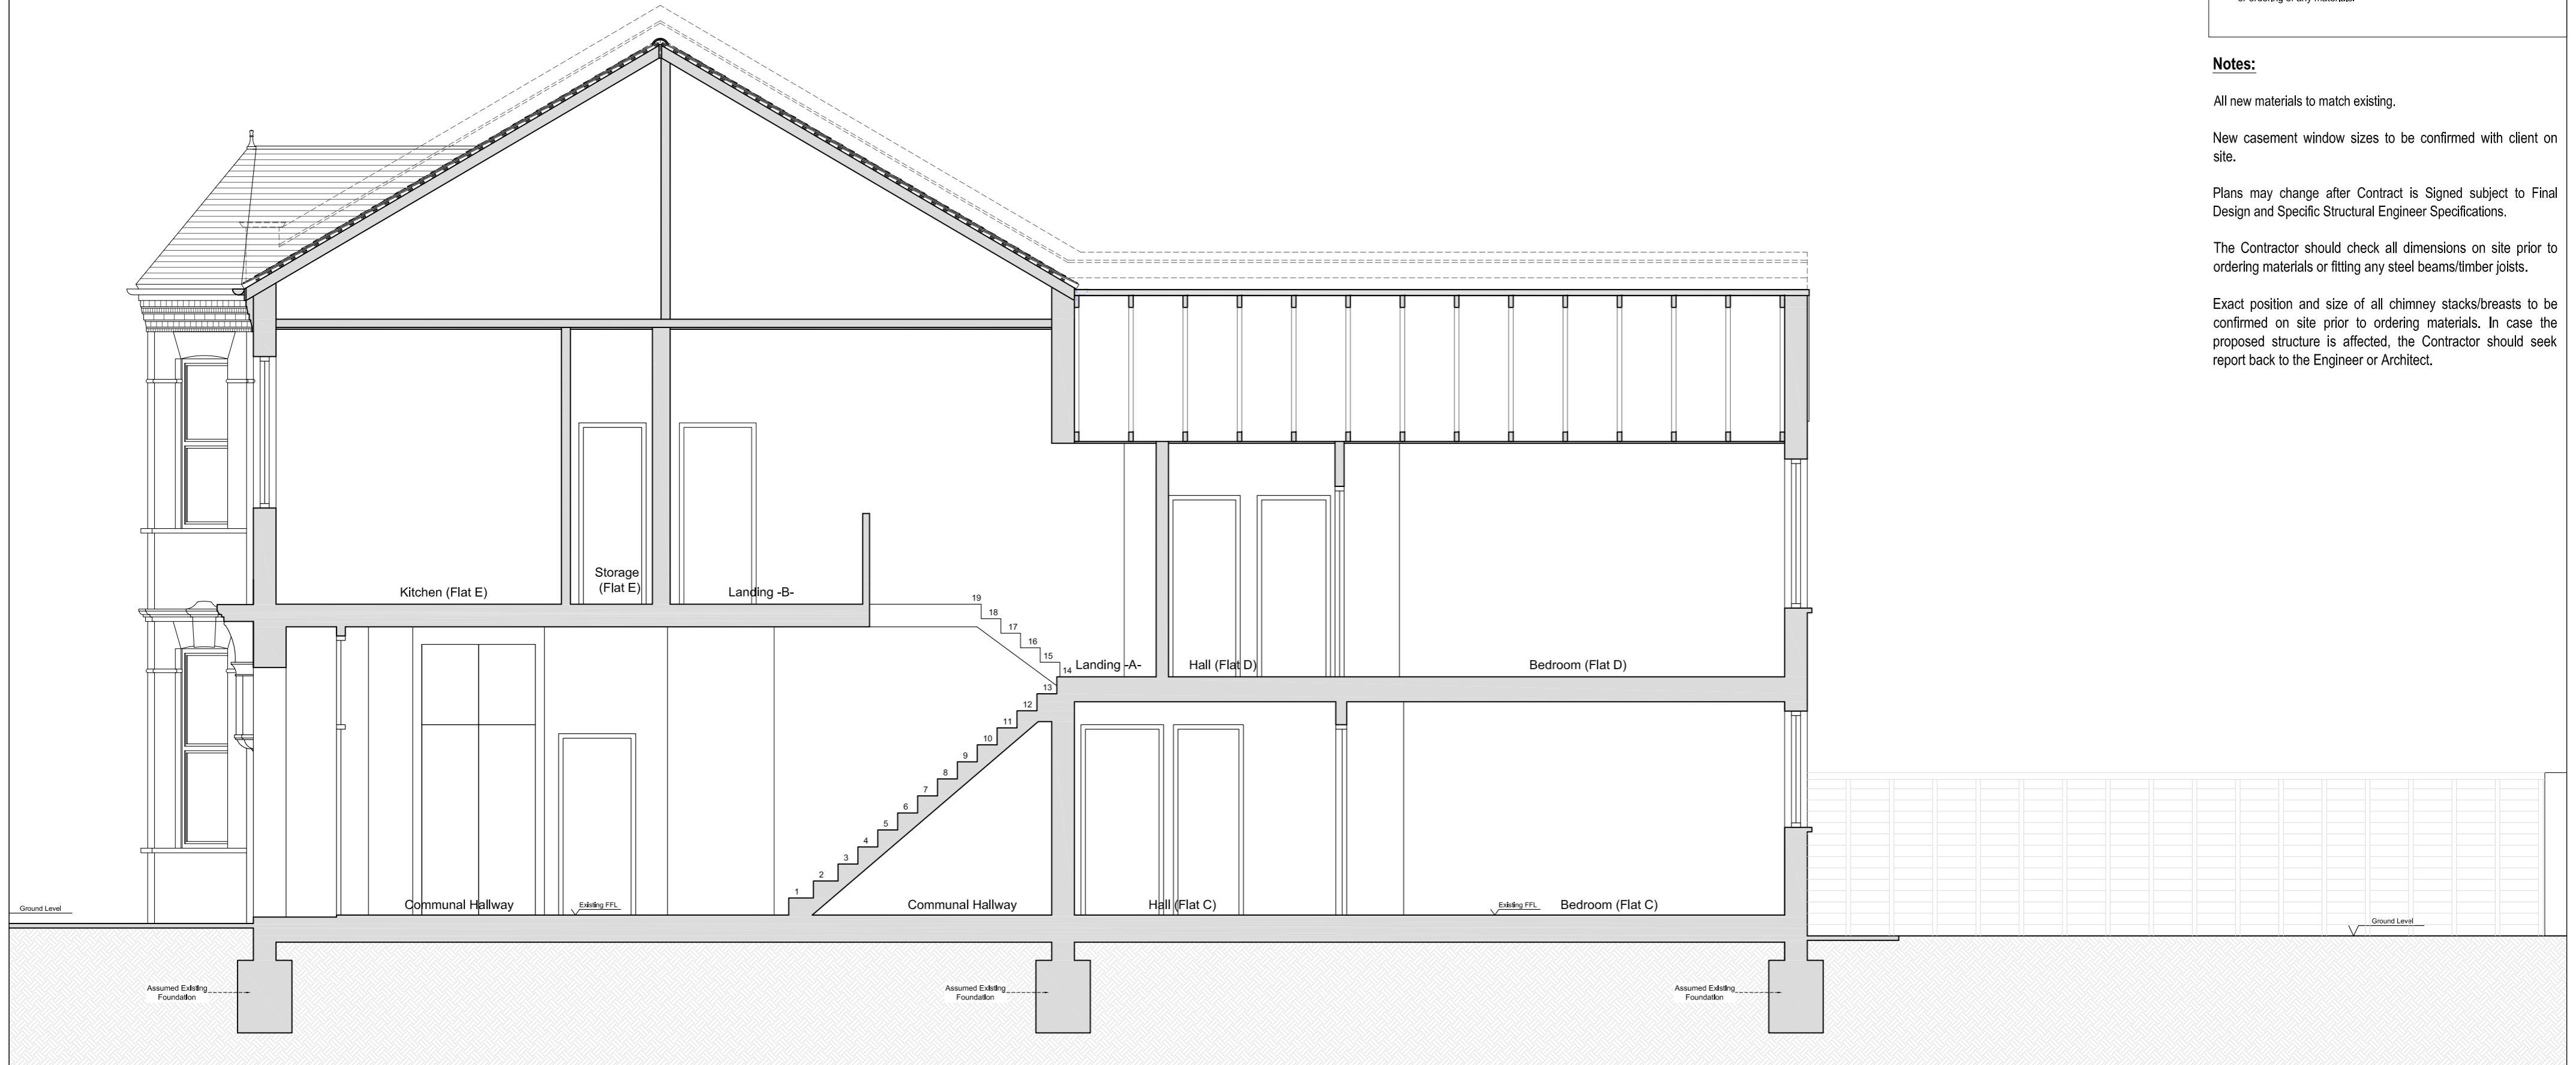 or ordering of any materials.
Notes:
All new materials to match existing.
New casement window sizes to be confirmed with client on
site.
Plans may change after Contract is Signed subject to Final
Design and Specific Structural Engineer Specifications.
The Contractor should check all dimensions on site prior to
ordering materials or fitting any steel beams/timber joists.
Exact position and size of all chimney stacks/breasts to be
confirmed on site prior to ordering materials. In case the
proposed structure is affected, the Contractor should seek
report back to the Engineer or Architect.
Kitchen (Flat E)
Storage
(Flat E)
Landing -B-
19
18
17
16
15
14
Landing -A-
Hall (Flat D)
Bedroom (Flat D)
13
12
11
10
9
8
7
6
5
4
3
2
1
Ground Level
Communal Hallway
Existing FFL
Communal Hallway
Hall (Flat C)
Existing FFL
Bedroom (Flat C)
Ground Level
Assumed Existing
Foundation
Assumed Existing
Foundation
Assumed Existing
Foundation